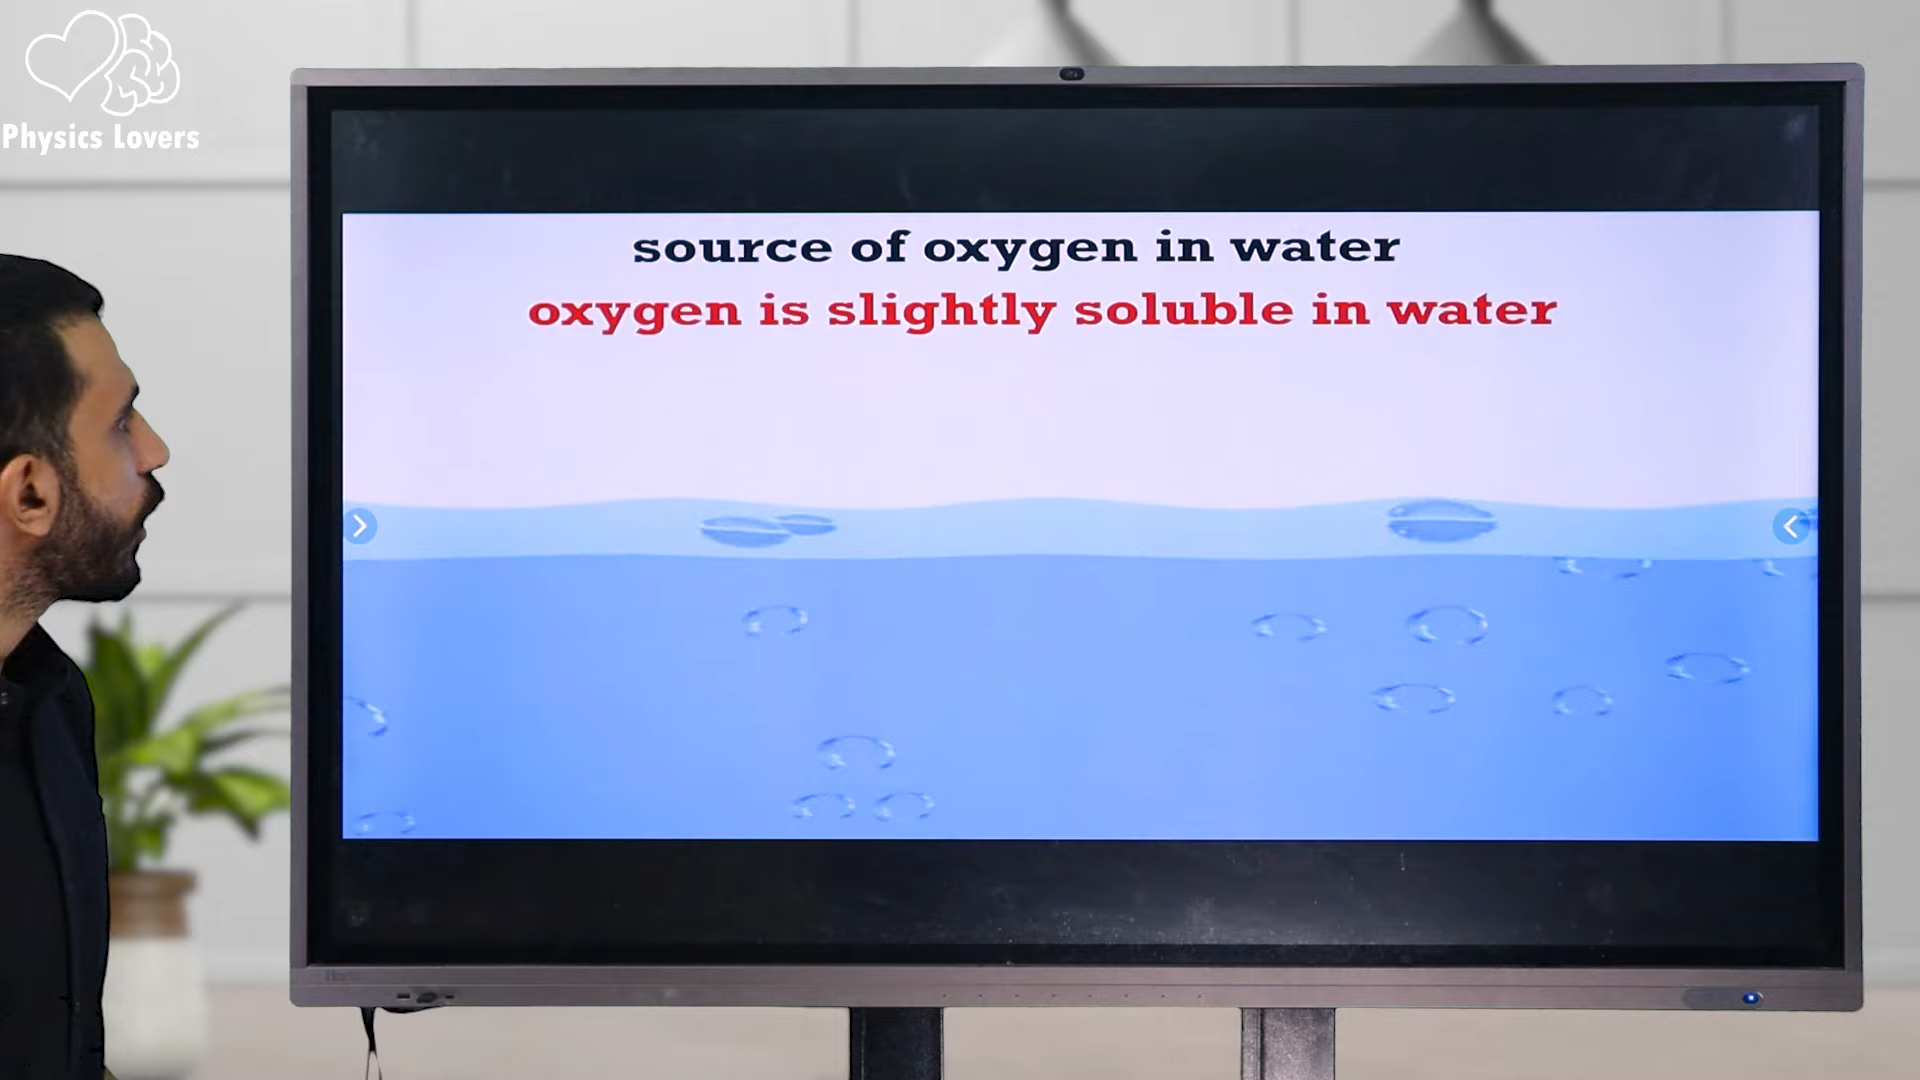 Physics Lovers
source of oxygen in water
oxygen is slightly soluble in water